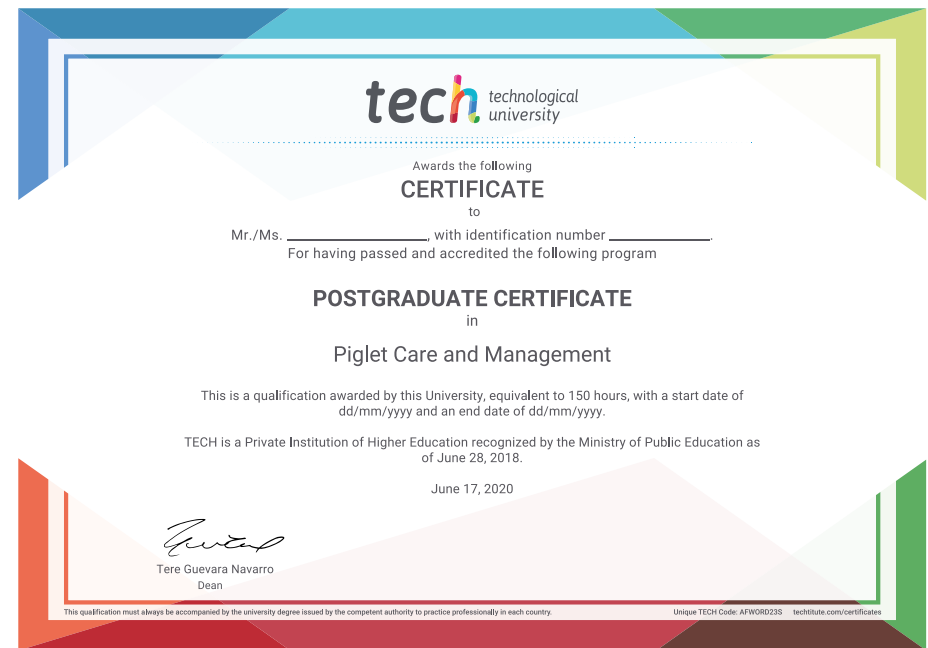 tech technological
university
Awards the following
CERTIFICATE
to
Mr./Ms. ____________________, with identification number ______________.
For having passed and accredited the following program
POSTGRADUATE CERTIFICATE
in
Piglet Care and Management
This is a qualification awarded by this University, equivalent to 150 hours, with a start date of
dd/mm/yyyy and an end date of dd/mm/yyyy.
TECH is a Private Institution of Higher Education recognized by the Ministry of Public Education as
of June 28, 2018.
June 17, 2020
Tere Guevara Navarro
Dean
This qualification must always be accompanied by the university degree issued by the competent authority to practice professionally in each country. Unique TECH Code: AFWORD23S techtitute.com/certificates